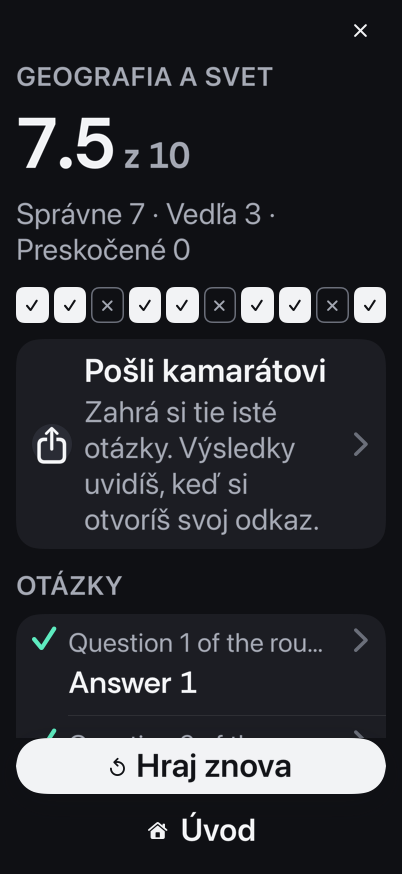 GEOGRAFIA A SVET
7.5 z 10
Správne 7 · Vedľa 3 ·
Preskočené 0
Pošli kamarátovi
Zahrá si tie isté
otázky. Výsledky
uvidíš, keď si
otvoríš svoj odkaz.
OTÁZKY
Question 1 of the rou...
Answer 1
Hraj znova
Úvod